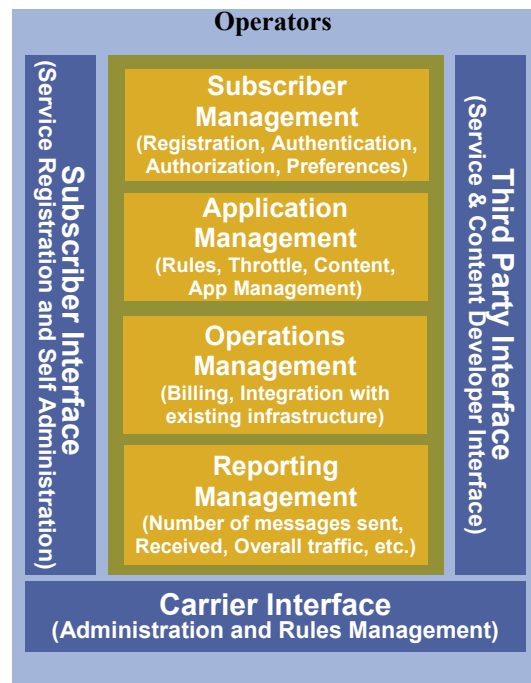 Operators
Subscriber Interface
(Service Registration and Self Administration)
Subscriber
Management
(Registration, Authentication,
Authorization, Preferences)
Application
Management
(Rules, Throttle, Content,
App Management)
Operations
Management
(Billing, Integration with
existing infrastructure)
Reporting
Management
(Number of messages sent,
Received, Overall traffic, etc.)
Third Party Interface
(Service & Content Developer Interface)
Carrier Interface
(Administration and Rules Management)